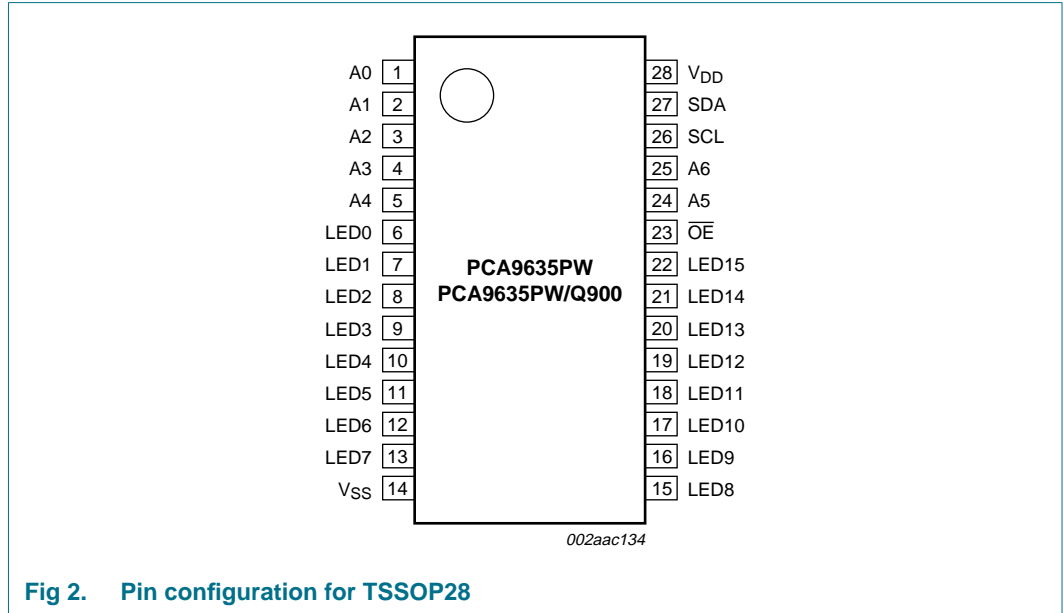 A0 1 28 VDD
A1 2 27 SDA
A2 3 26 SCL
A3 4 25 A6
A4 5 24 A5
LED0 6 23 O̅E̅
LED1 7 PCA9635PW 22 LED15
LED2 8 PCA9635PW/Q900 21 LED14
LED3 9 20 LED13
LED4 10 19 LED12
LED5 11 18 LED11
LED6 12 17 LED10
LED7 13 16 LED9
VSS 14 15 LED8
002aac134
Fig 2. Pin configuration for TSSOP28